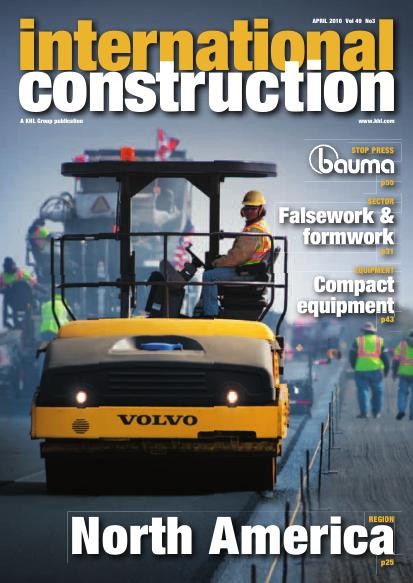 APRIL 2010 Vol 49 No3
international
construction
A KHL Group publication
www.khl.com
STOP PRESS
bauma
p55
SECTOR
Falsework &
formwork
p31
EQUIPMENT
Compact
equipment
p43
VOLVO
REGION
North America
p25